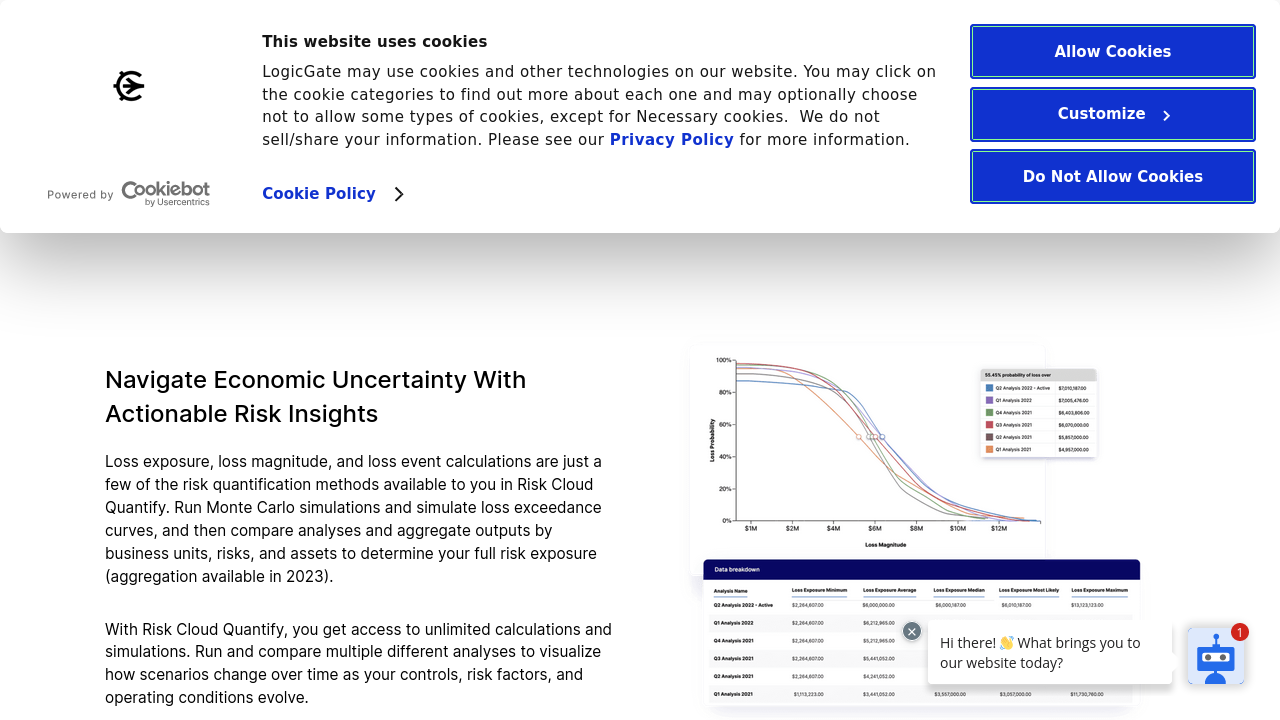 This website uses cookies
LogicGate may use cookies and other technologies on our website. You may click on
the cookie categories to find out more about each one and may optionally choose
not to allow some types of cookies, except for Necessary cookies.  We do not
sell/share your information. Please see our Privacy Policy for more information.
Powered by Cookiebot
by Usercentrics
Cookie Policy
Allow Cookies
Customize
Do Not Allow Cookies
Navigate Economic Uncertainty With
Actionable Risk Insights
Loss exposure, loss magnitude, and loss event calculations are just a
few of the risk quantification methods available to you in Risk Cloud
Quantify. Run Monte Carlo simulations and simulate loss exceedance
curves, and then compare analyses and aggregate outputs by
business units, risks, and assets to determine your full risk exposure
(aggregation available in 2023).
With Risk Cloud Quantify, you get access to unlimited calculations and
simulations. Run and compare multiple different analyses to visualize
how scenarios change over time as your controls, risk factors, and
operating conditions evolve.
100%
80%
60%
40%
20%
0%
Loss Probability
$1M $2M $4M $6M $8M $10M $12M
Loss Magnitude
55.45% probability of loss over
Q2 Analysis 2022 - Active $7,010,187.00
Q1 Analysis 2022 $7,005,476.00
Q4 Analysis 2021 $6,403,806.00
Q3 Analysis 2021 $6,070,000.00
Q2 Analysis 2021 $5,857,000.00
Q1 Analysis 2021 $4,957,000.00
Data breakdown
Analysis Name Loss Exposure Minimum Loss Exposure Average Loss Exposure Median Loss Exposure Most Likely Loss Exposure Maximum
Q2 Analysis 2022 - Active $2,264,607.00 $6,000,000.00 $6,000,187.00 $6,010,187.00 $13,123,123.00
Q1 Analysis 2022 $2,264,607.00 $6,212,965.00
Q4 Analysis 2021 $2,264,607.00 $5,212,965.00
Q3 Analysis 2021 $2,264,607.00 $5,441,052.00
Q2 Analysis 2021 $2,264,607.00 $4,241,052.00
Q1 Analysis 2021 $1,113,223.00 $3,441,052.00 $3,557,000.00 $3,057,000.00 $11,730,760.00
Hi there! 👋 What brings you to
our website today?
1